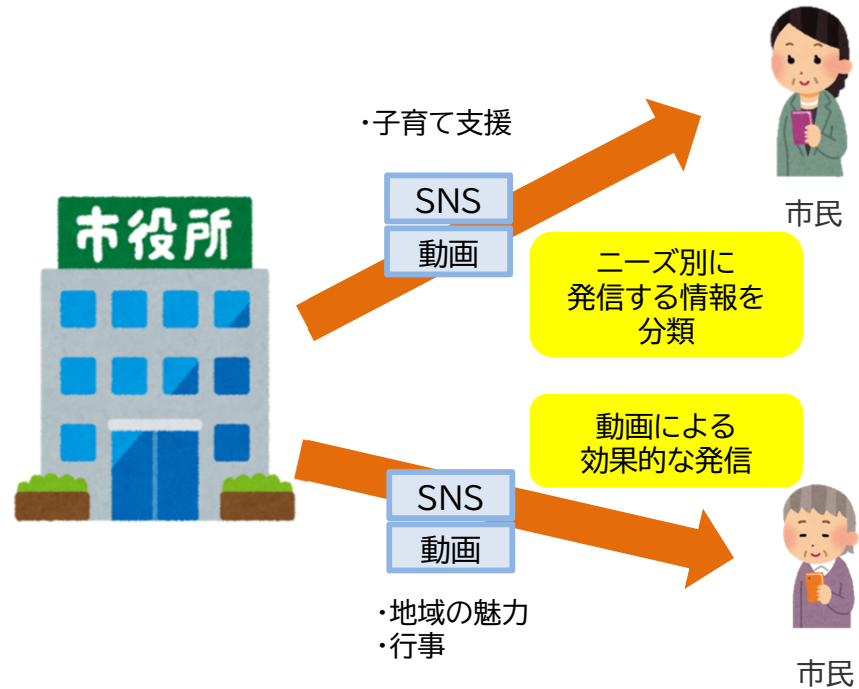 ・子育て支援
SNS
動画
市民
市役所
ニーズ別に
発信する情報を
分類
動画による
効果的な発信
SNS
動画
・地域の魅力
・行事
市民